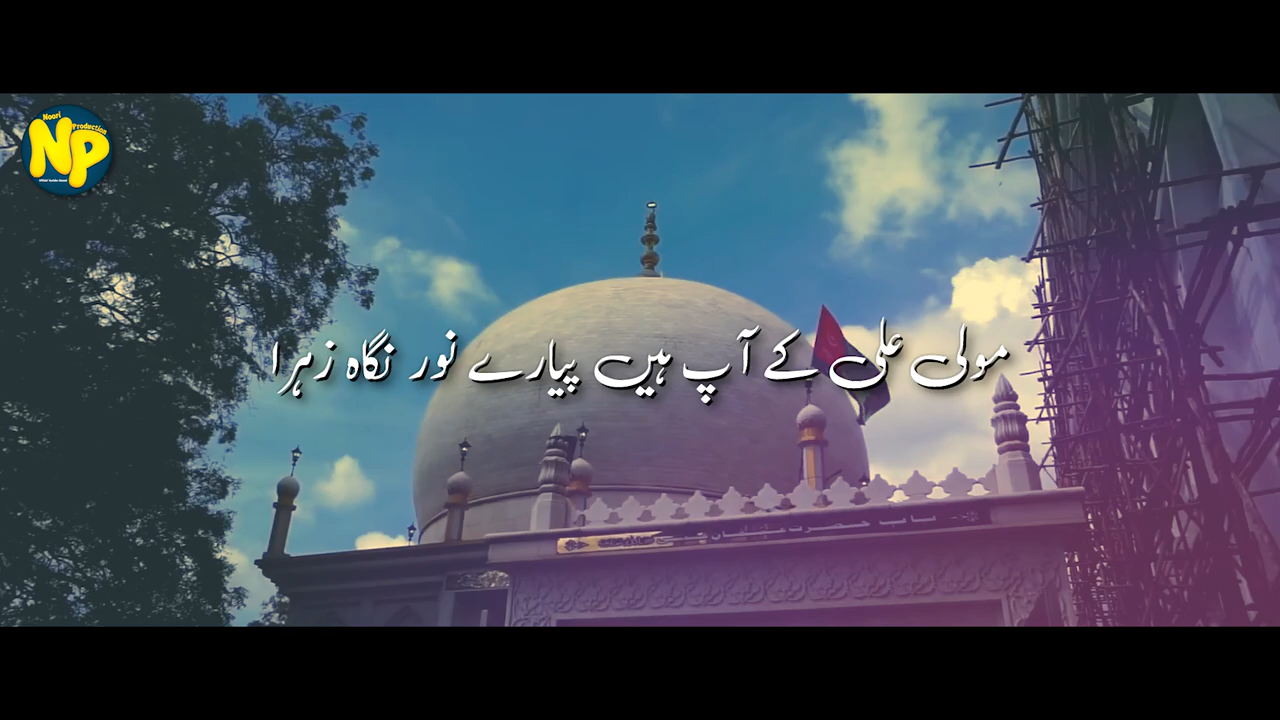 Noori
Production
NP
مولی علی کے آپ ہیں پیارے نور نگاہ زہرا